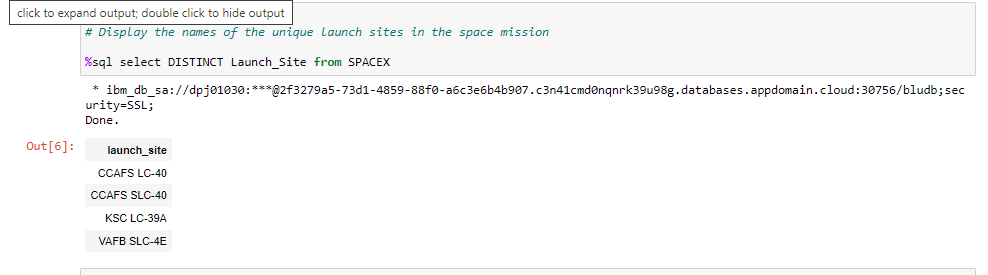 click to expand output; double click to hide output
# Display the names of the unique launch sites in the space mission
%sql select DISTINCT Launch_Site from SPACEX
* ibm_db_sa://dpj01030:***@2f3279a5-73d1-4859-88f0-a6c3e6b4b907.c3n41cmd0nqnrk39u98g.databases.appdomain.cloud:30756/bludb;sec
urity=SSL;
Done.
Out[6]:
launch_site
CCAFS LC-40
CCAFS SLC-40
KSC LC-39A
VAFB SLC-4E